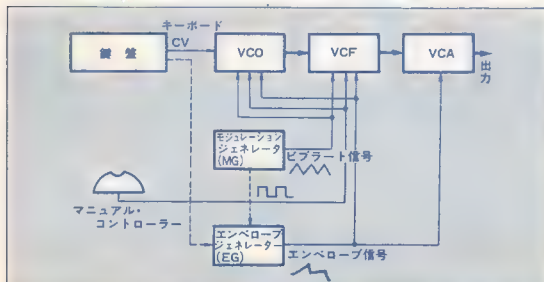 キーボード
CV
鍵盤
VCO
VCF
VCA
出力
モジュレーション
ジェネレータ
(MG)
ビブラート信号
マニュアル・
コントローラー
エンベロープ
ジェネレーター
(EG)
エンベロープ信号